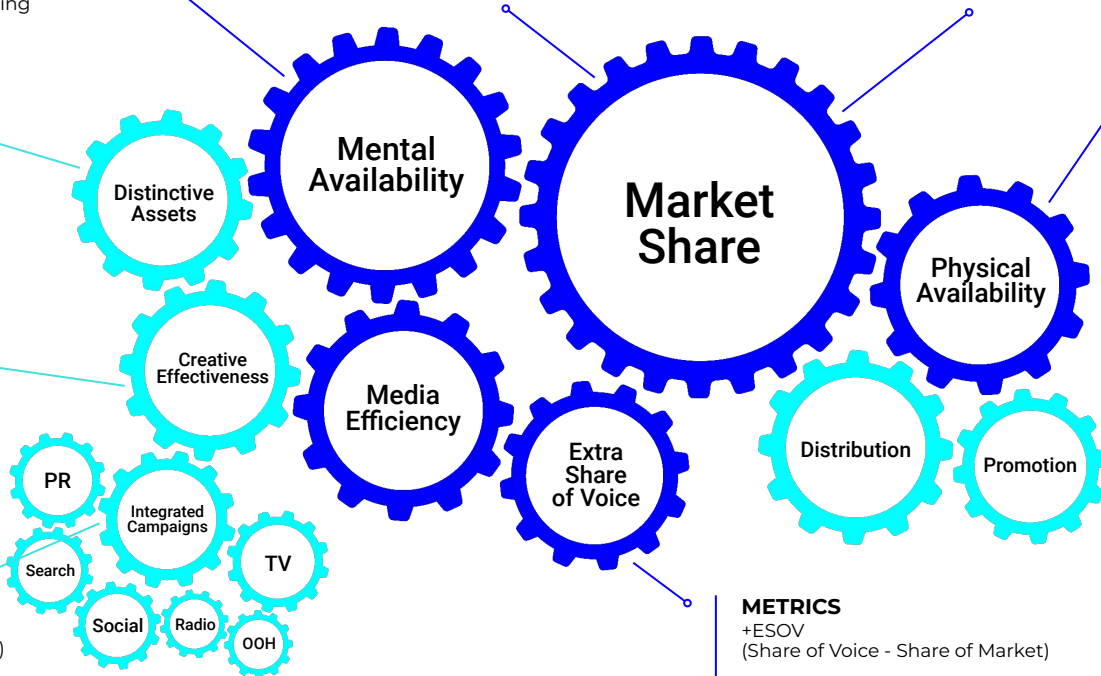 ing
Mental
Availability
Market
Share
Distinctive
Assets
Physical
Availability
Creative
Effectiveness
Media
Efficiency
Extra
Share
of Voice
Distribution
Promotion
PR
Integrated
Campaigns
Search
TV
Social
Radio
OOH
)
METRICS
+ESOV
(Share of Voice - Share of Market)